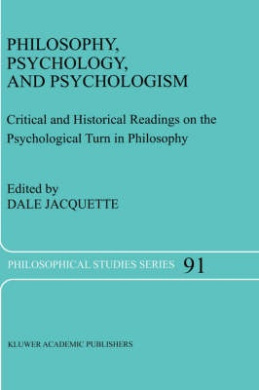 PHILOSOPHY,
PSYCHOLOGY,
AND PSYCHOLOGISM
Critical and Historical Readings on the
Psychological Turn in Philosophy
Edited by
DALE JACQUETTE
PHILOSOPHICAL STUDIES SERIES 91
KLUWER ACADEMIC PUBLISHERS